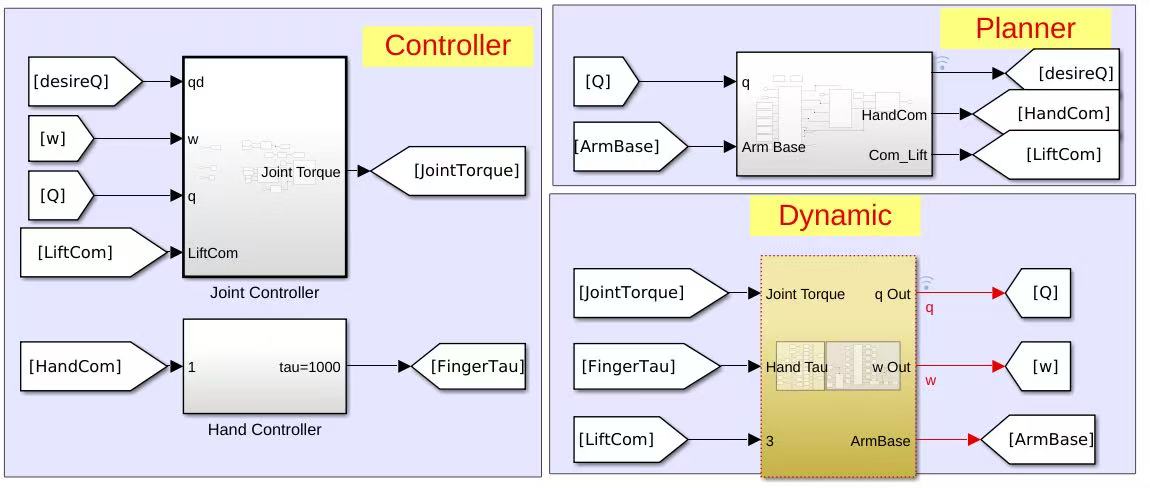 Controller
[desireQ]
qd
[w]
w
Joint Torque
[JointTorque]
[Q]
q
[LiftCom]
LiftCom
Joint Controller
[HandCom]
1
tau=1000
[FingerTau]
Hand Controller
Planner
[Q]
q
[desireQ]
HandCom
[HandCom]
[ArmBase]
Arm Base
Com_Lift
[LiftCom]
Dynamic
[JointTorque]
Joint Torque
q Out
q
[Q]
[FingerTau]
Hand Tau
w Out
w
[w]
[LiftCom]
3
ArmBase
[ArmBase]